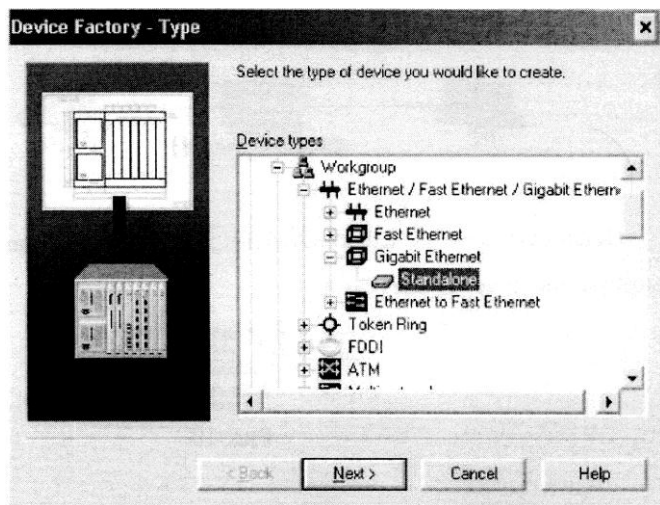 Device Factory - Type
Select the type of device you would like to create.
Device types
Workgroup
Ethernet / Fast Ethernet / Gigabit Ethern
Ethernet
Fast Ethernet
Gigabit Ethernet
Standalone
Ethernet to Fast Ethernet
Token Ring
FDDI
ATM
< Back
Next >
Cancel
Help